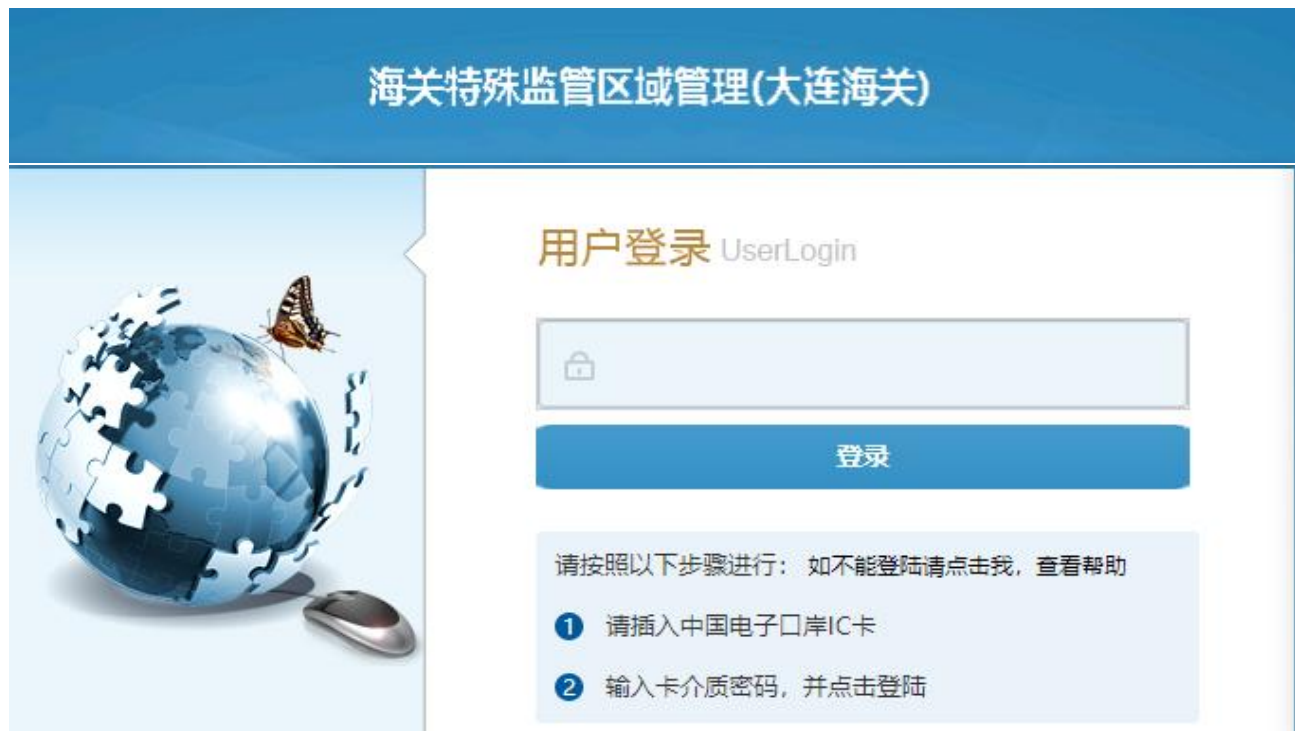 海关特殊监管区域管理(大连海关)
用户登录 UserLogin
登录
请按照以下步骤进行： 如不能登陆请点击我，查看帮助
1 请插入中国电子口岸IC卡
2 输入卡介质密码，并点击登陆